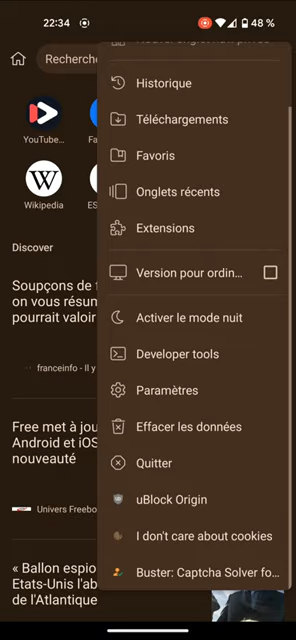 22:34
48 %
Recherche
Historique
Téléchargements
YouTube…
Fa
Favoris
Onglets récents
Wikipedia
ES
Extensions
Discover
Version pour ordin…
Soupçons de
on vous résum
pourrait valoir
Activer le mode nuit
Developer tools
franceinfo - Il y
Paramètres
Free met à jou
Android et iOS
nouveauté
Effacer les données
Quitter
Univers Freebo
uBlock Origin
I don't care about cookies
« Ballon espio
Etats-Unis l'ab
de l'Atlantique
Buster: Captcha Solver fo…